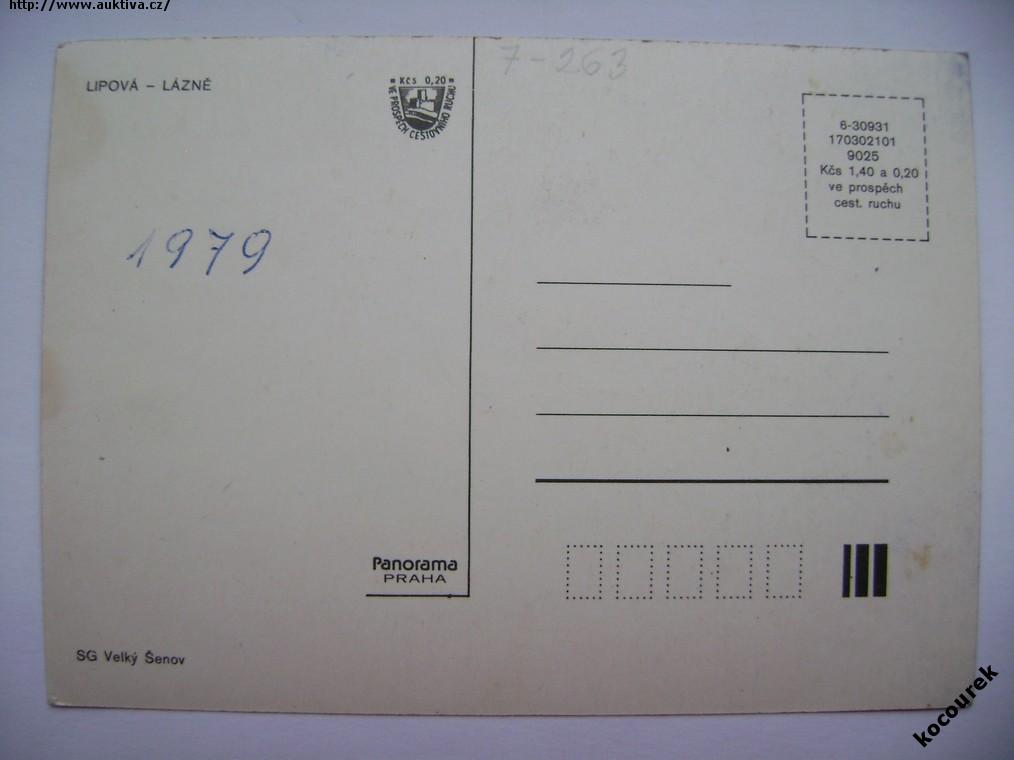 http://www.auktiva.cz/
LIPOVÁ – LÁZNĚ
Kčs 0,20
VE PROSPĚCH CESTOVNÍHO RUCHU
7-263
6-30931
170302101
9025
Kčs 1,40 a 0,20
ve prospěch
cest. ruchu
1979
Panorama
PRAHA
SG Velký Šenov
kocourek